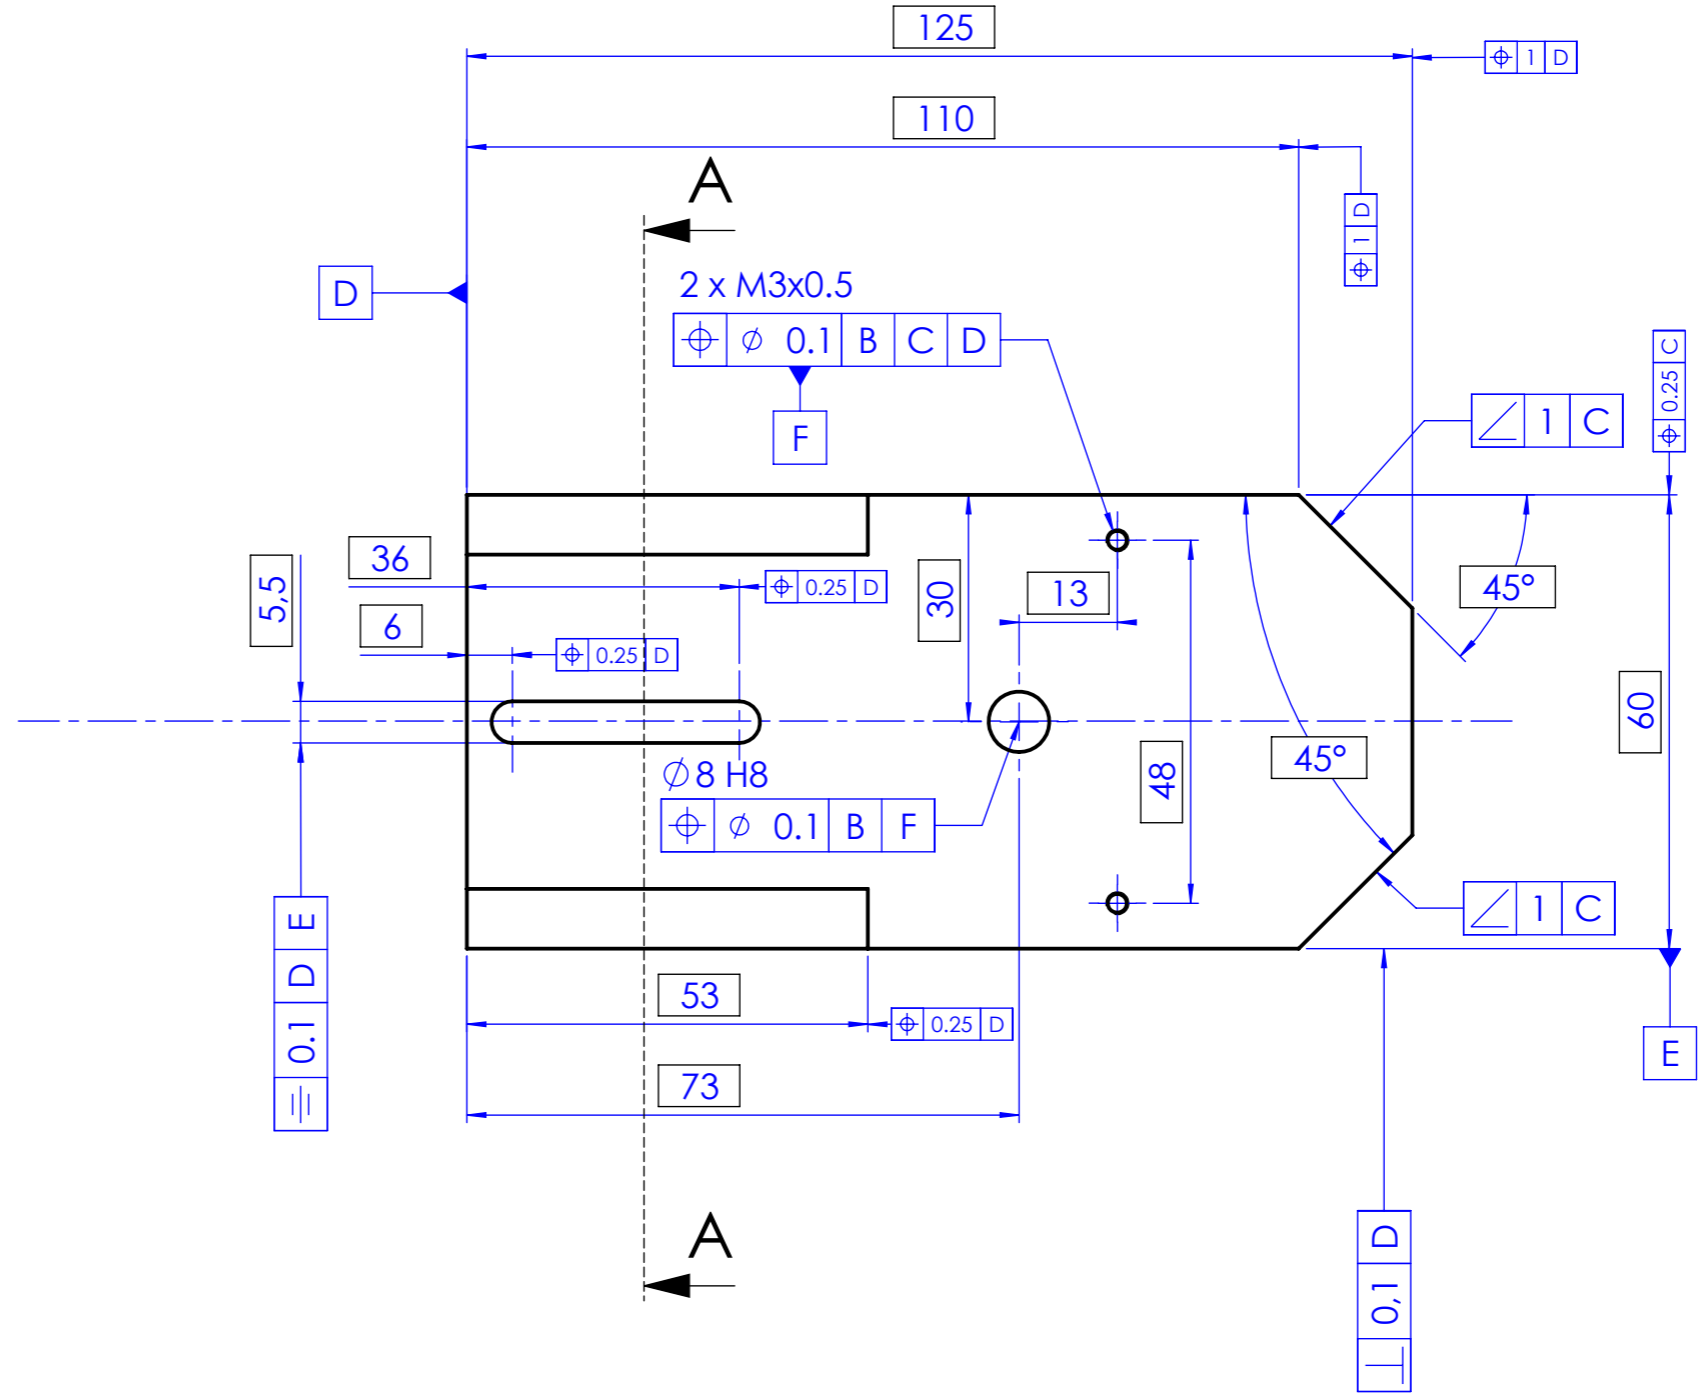 125
⌖ 1 D
110
A
⌖ 1 D
D
2 x M3x0.5
⌖ ⌀ 0.1 B C D
F
⌖ 0.25 C
∠ 1 C
36
⌖ 0.25 D
5,5
6
⌖ 0.25 D
30
13
45°
60
⌀8 H8
⌖ ⌀ 0.1 B F
48
45°
⌯ 0.1 D E
∠ 1 C
53
⌖ 0.25 D
73
E
A
⊥ 0,1 D